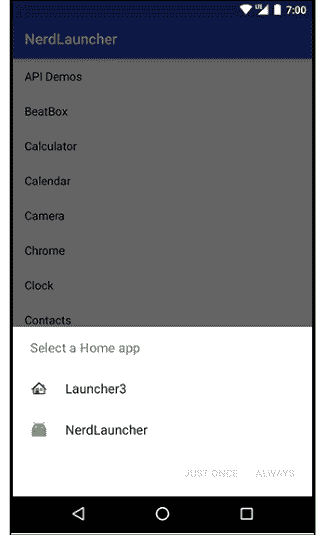 LTE 7:00
NerdLauncher
API Demos
BeatBox
Calculator
Calendar
Camera
Chrome
Clock
Contacts
Select a Home app
Launcher3
NerdLauncher
JUST ONCE ALWAYS